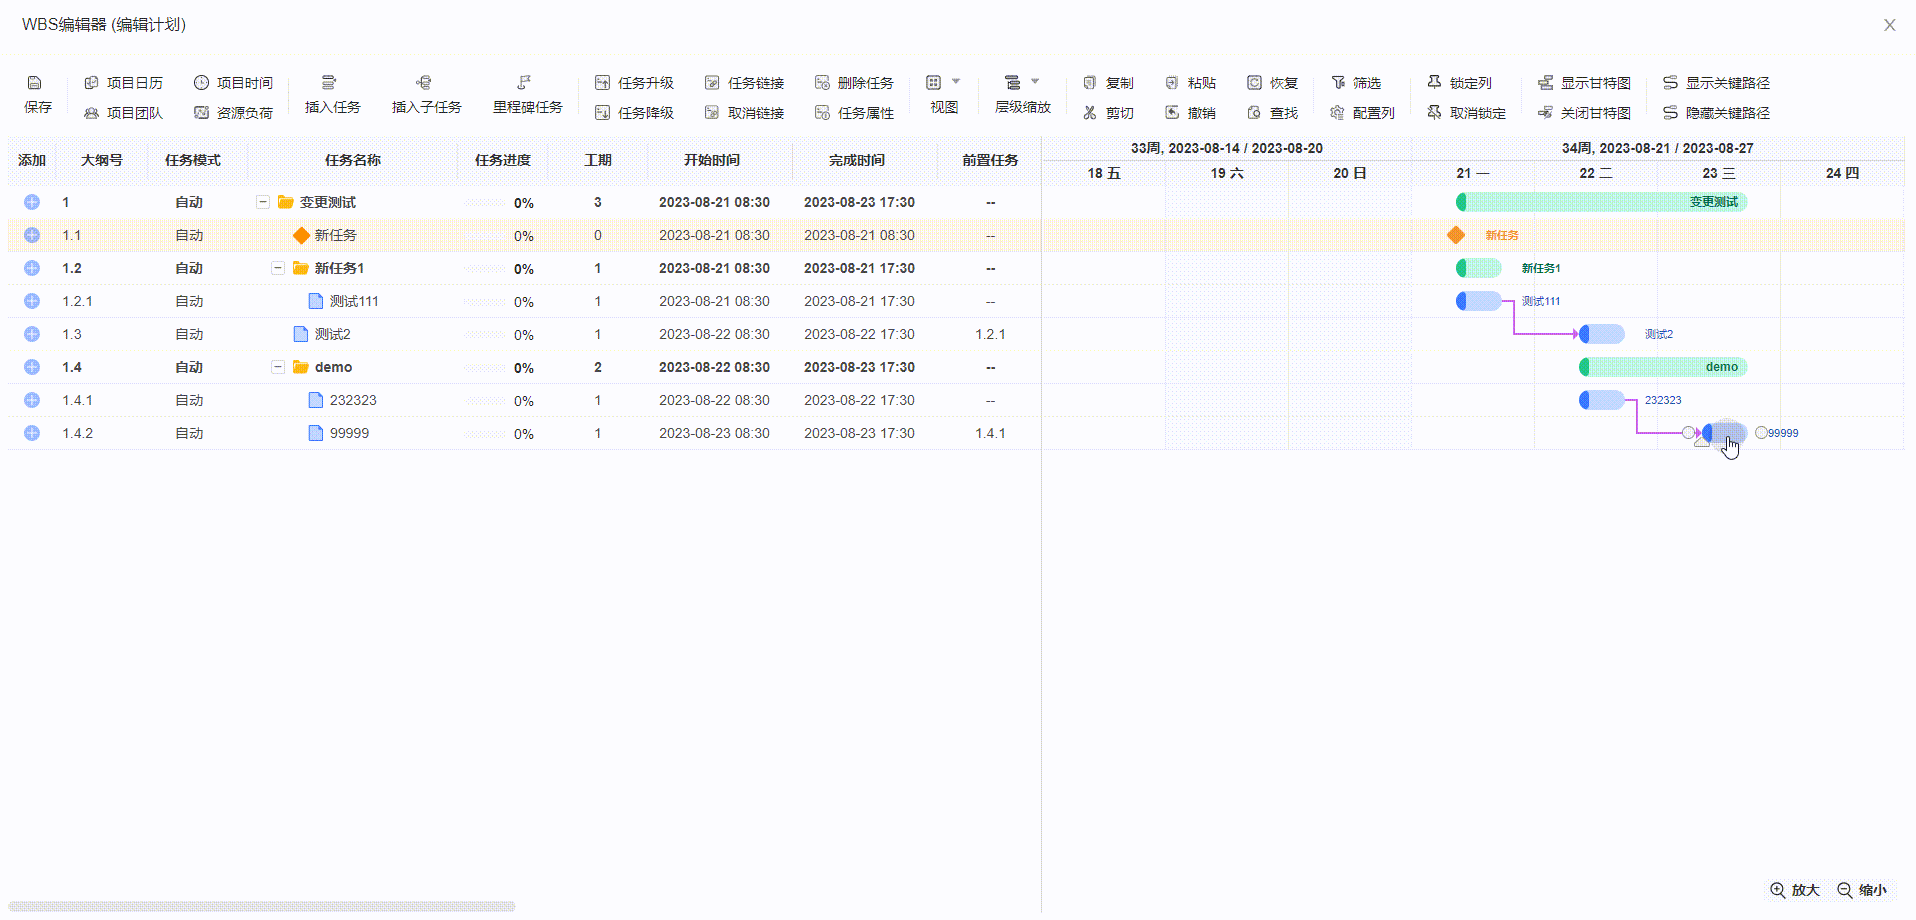 WBS编辑器 (编辑计划)
X
项目日历 项目时间 任务升级 任务链接 删除任务 复制 粘贴 恢复 筛选 锁定列 显示甘特图 显示关键路径
保存 插入任务 插入子任务 里程碑任务 视图 层级缩放
项目团队 资源负荷 任务降级 取消链接 任务属性 剪切 撤销 查找 配置列 取消锁定 关闭甘特图 隐藏关键路径
添加 大纲号 任务模式 任务名称 任务进度 工期 开始时间 完成时间 前置任务
33周, 2023-08-14 / 2023-08-20 34周, 2023-08-21 / 2023-08-27
18 五 19 六 20 日 21 一 22 二 23 三 24 四
1 自动 变更测试 0% 3 2023-08-21 08:30 2023-08-23 17:30 -- 变更测试
1.1 自动 新任务 0% 0 2023-08-21 08:30 2023-08-21 08:30 -- 新任务
1.2 自动 新任务1 0% 1 2023-08-21 08:30 2023-08-21 17:30 -- 新任务1
1.2.1 自动 测试111 0% 1 2023-08-21 08:30 2023-08-21 17:30 -- 测试111
1.3 自动 测试2 0% 1 2023-08-22 08:30 2023-08-22 17:30 1.2.1 测试2
1.4 自动 demo 0% 2 2023-08-22 08:30 2023-08-23 17:30 -- demo
1.4.1 自动 232323 0% 1 2023-08-22 08:30 2023-08-22 17:30 -- 232323
1.4.2 自动 99999 0% 1 2023-08-23 08:30 2023-08-23 17:30 1.4.1 99999
放大 缩小